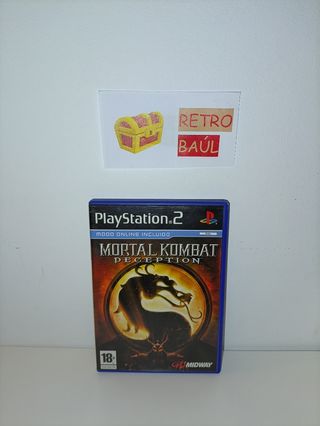 RETRO
BAÚL
PlayStation.2
MODO ONLINE INCLUIDO
MORTAL KOMBAT
DECEPTION
18+
MIDWAY